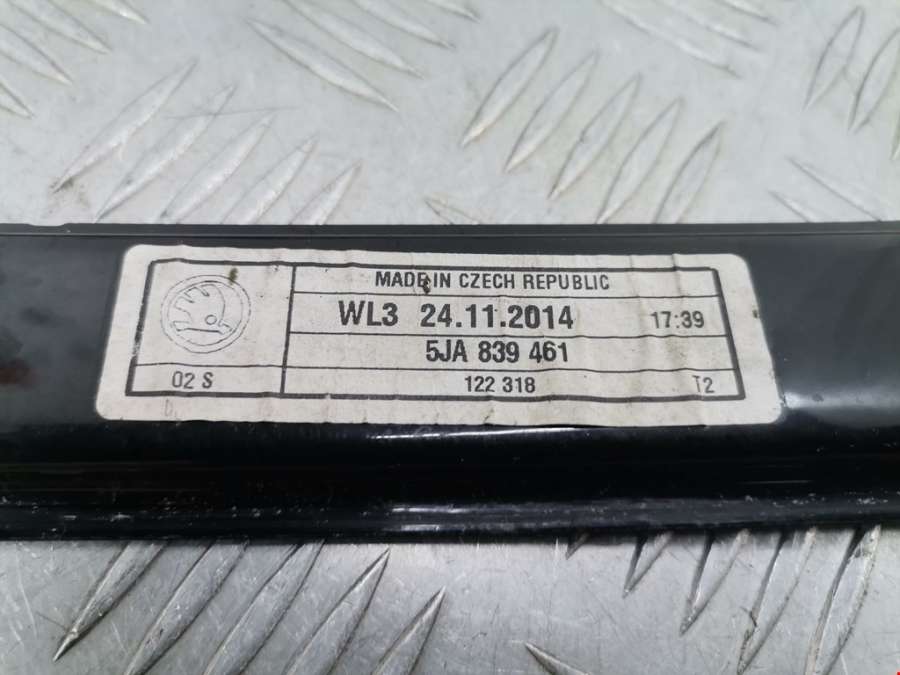 MADE IN CZECH REPUBLIC
WL3 24.11.2014 17:39
5JA 839 461
02 S 122 318 T2